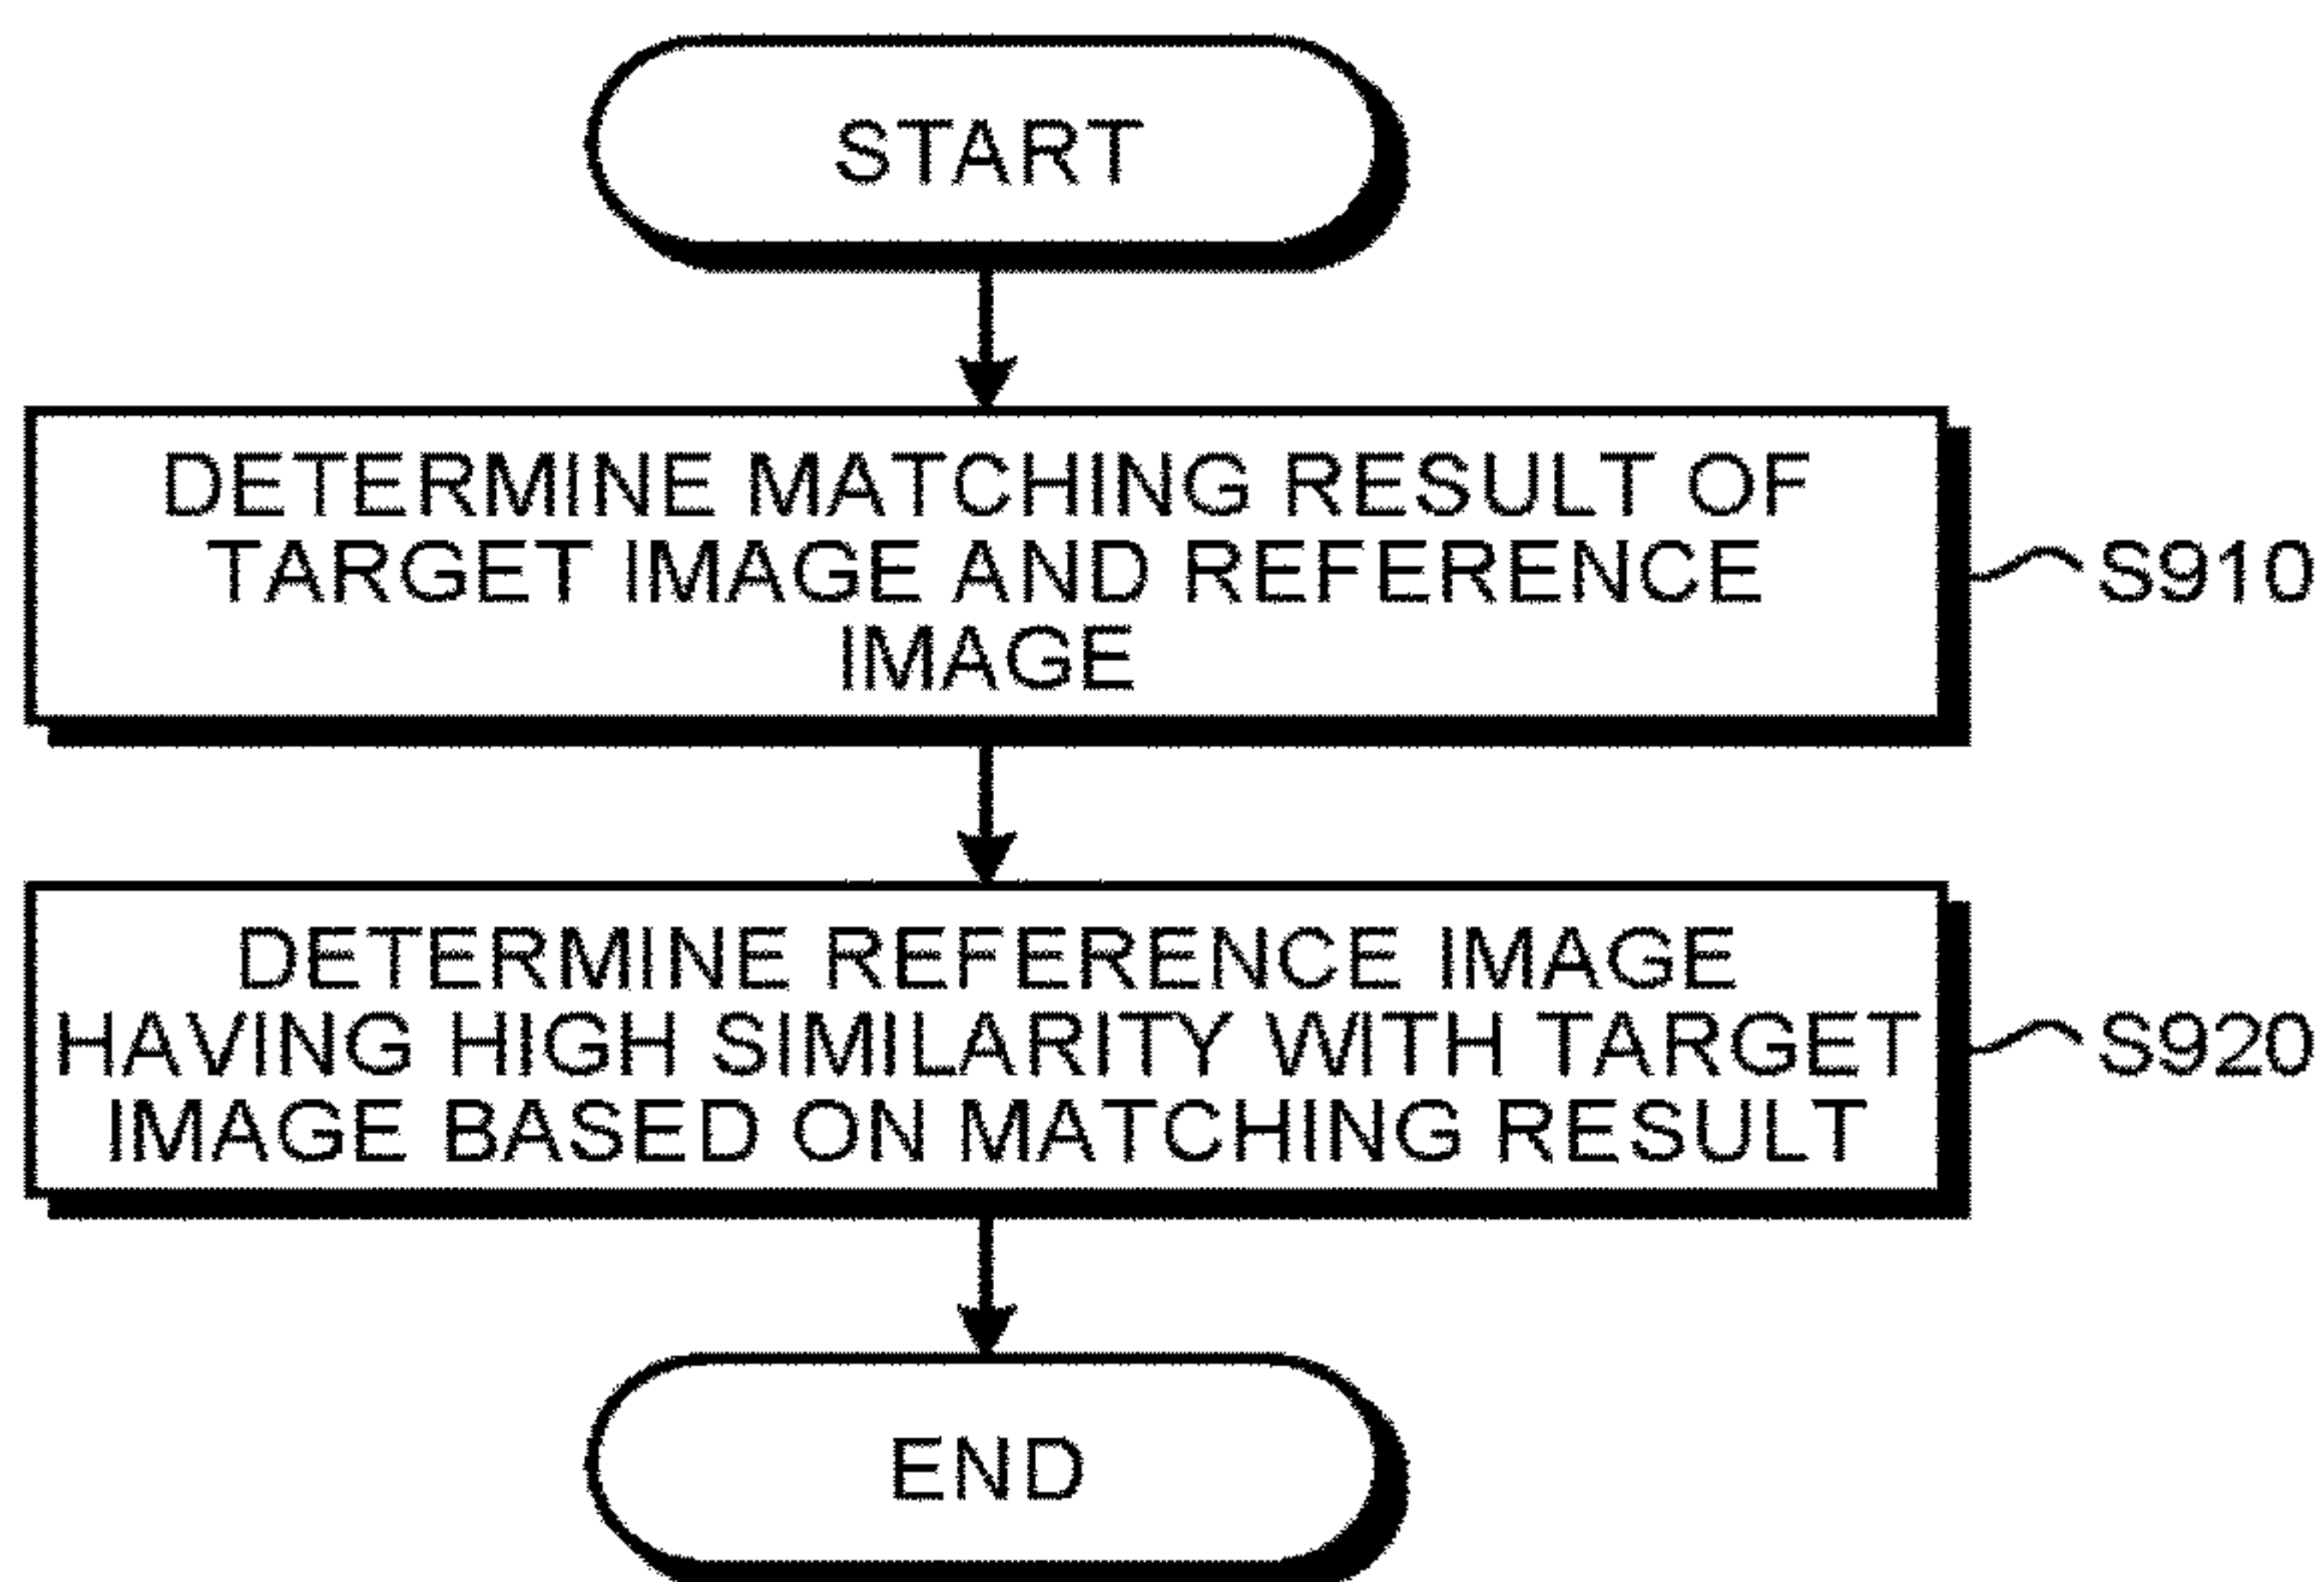 START
DETERMINE MATCHING RESULT OF
TARGET IMAGE AND REFERENCE
IMAGE
S910
DETERMINE REFERENCE IMAGE
HAVING HIGH SIMILARITY WITH TARGET
IMAGE BASED ON MATCHING RESULT
S920
END